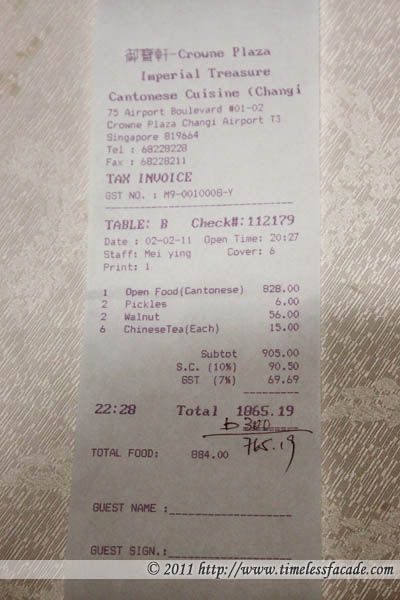 御寶軒-Crowne Plaza
Imperial Treasure
Cantonese Cuisine (Changi
75 Airport Boulevard #01-02
Crowne Plaza Changi Airport T3
Singapore 819664
Tel : 68228228
Fax : 68228211
TAX INVOICE
GST NO. : M9-0010008-Y
TABLE: B Check#:112179
Date : 02-02-11 Open Time: 20:27
Staff: Mei ying Cover: 6
Print: 1
1 Open Food(Cantonese) 828.00
2 Pickles 6.00
2 Walnut 56.00
6 ChineseTea(Each) 15.00
Subtot 905.00
S.C. (10%) 90.50
GST (7%) 69.69
22:28 Total 1065.19
D 300
765.19
TOTAL FOOD: 884.00
GUEST NAME :
GUEST SIGN.:
© 2011 http://www.timelessfacade.com